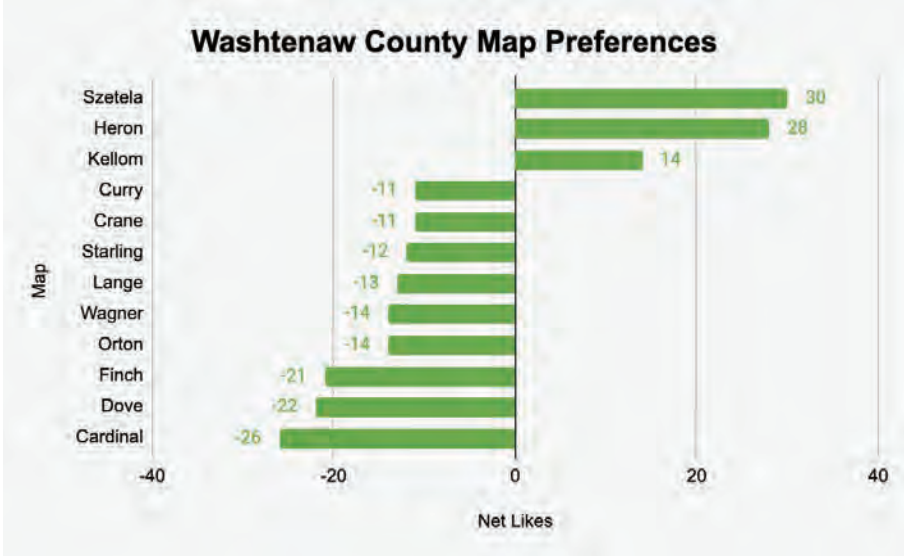 Washtenaw County Map Preferences
Szetela 30
Heron 28
Kellom 14
Curry -11
Crane -11
Starling -12
Lange -13
Wagner -14
Orton -14
Finch -21
Dove -22
Cardinal -26
Map
-40 -20 0 20 40
Net Likes